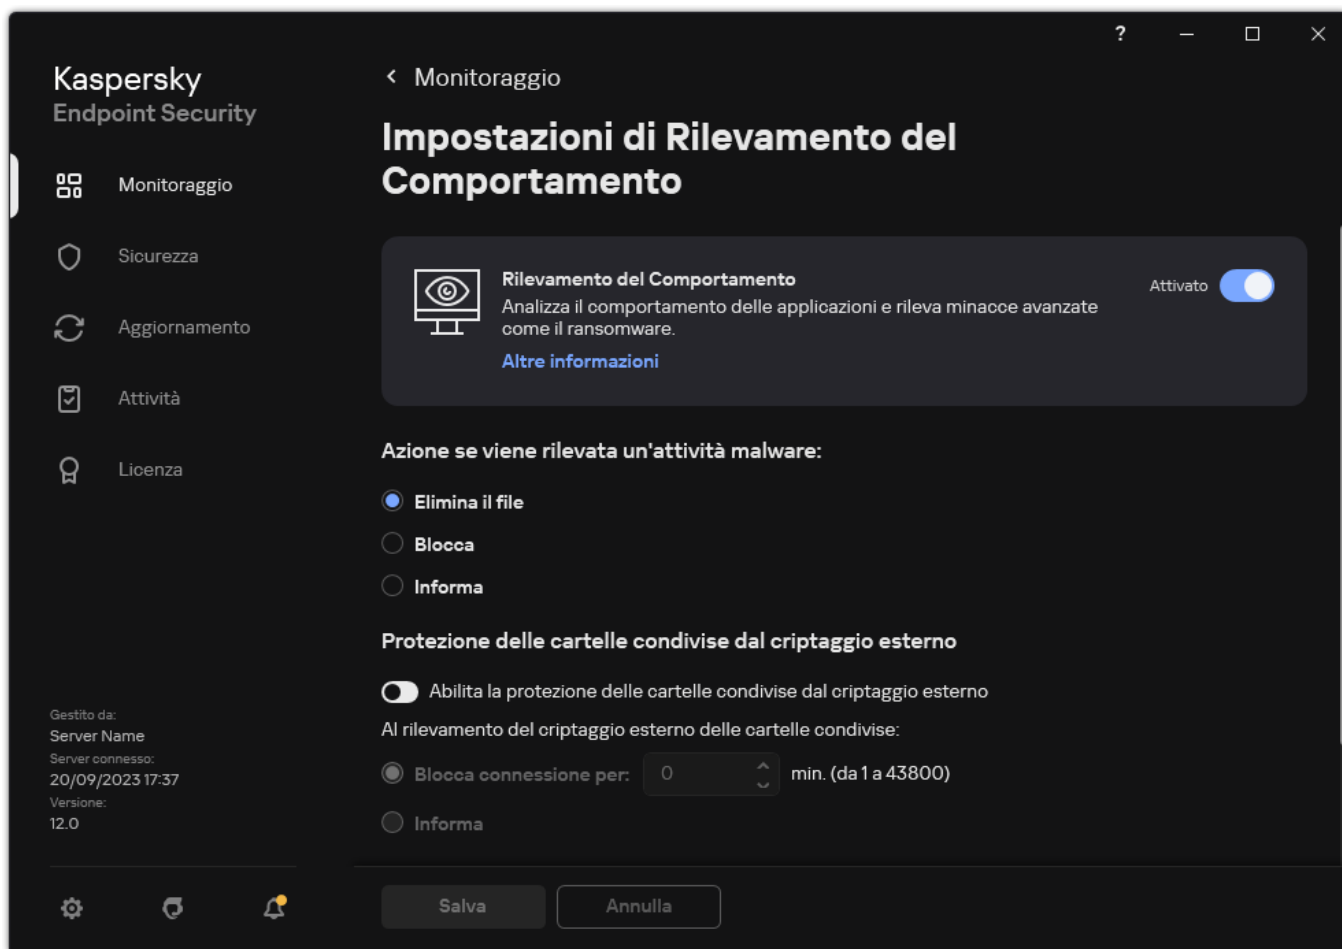 ?
Kaspersky
Endpoint Security
Monitoraggio
Sicurezza
Aggiornamento
Attività
Licenza
Gestito da:
Server Name
Server connesso:
20/09/2023 17:37
Versione:
12.0
Monitoraggio
Impostazioni di Rilevamento del
Comportamento
Rilevamento del Comportamento
Analizza il comportamento delle applicazioni e rileva minacce avanzate
come il ransomware.
Altre informazioni
Attivato
Azione se viene rilevata un'attività malware:
Elimina il file
Blocca
Informa
Protezione delle cartelle condivise dal criptaggio esterno
Abilita la protezione delle cartelle condivise dal criptaggio esterno
Al rilevamento del criptaggio esterno delle cartelle condivise:
Blocca connessione per: 0 min. (da 1 a 43800)
Informa
Salva Annulla